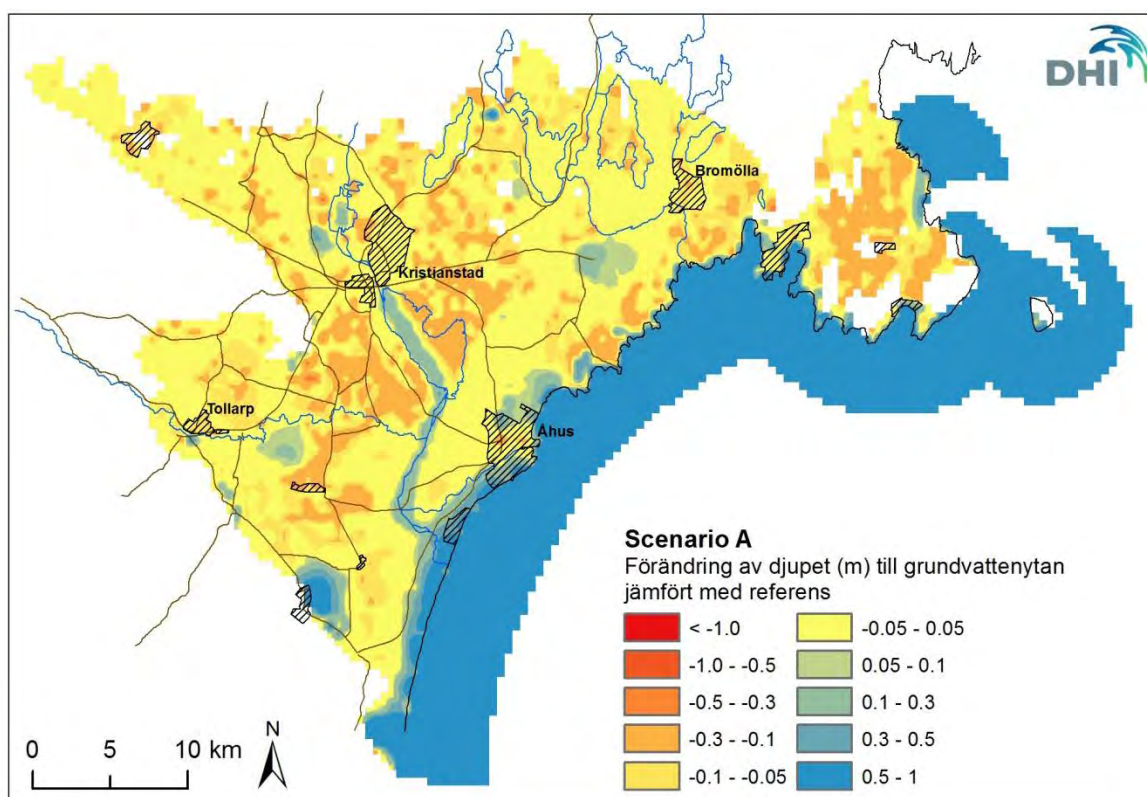 DHI
Bromölla
Kristianstad
Tollarp
Åhus
Scenario A
Förändring av djupet (m) till grundvattenytan
jämfört med referens
< -1.0
-1.0 - -0.5
-0.5 - -0.3
-0.3 - -0.1
-0.1 - -0.05
-0.05 - 0.05
0.05 - 0.1
0.1 - 0.3
0.3 - 0.5
0.5 - 1
0 5 10 km
N